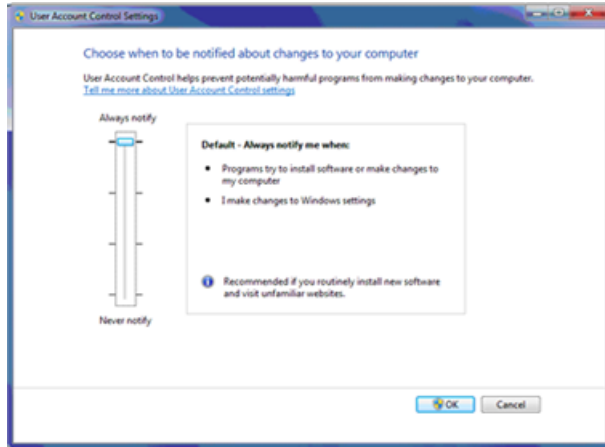 User Account Control Settings
Choose when to be notified about changes to your computer
User Account Control helps prevent potentially harmful programs from making changes to your computer.
Tell me more about User Account Control settings
Always notify
Default - Always notify me when:
Programs try to install software or make changes to
my computer
I make changes to Windows settings
Recommended if you routinely install new software
and visit unfamiliar websites.
Never notify
OK
Cancel